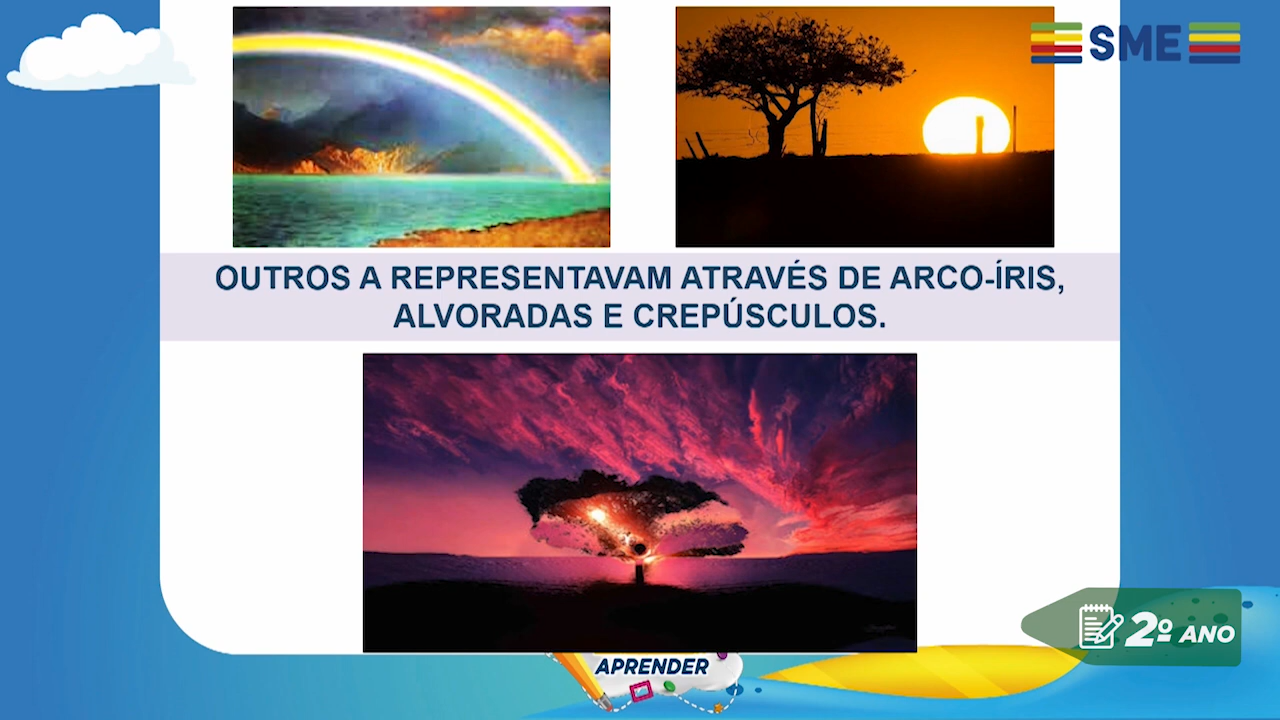 SME
OUTROS A REPRESENTAVAM ATRAVÉS DE ARCO-ÍRIS,
ALVORADAS E CREPÚSCULOS.
2º ANO
APRENDER